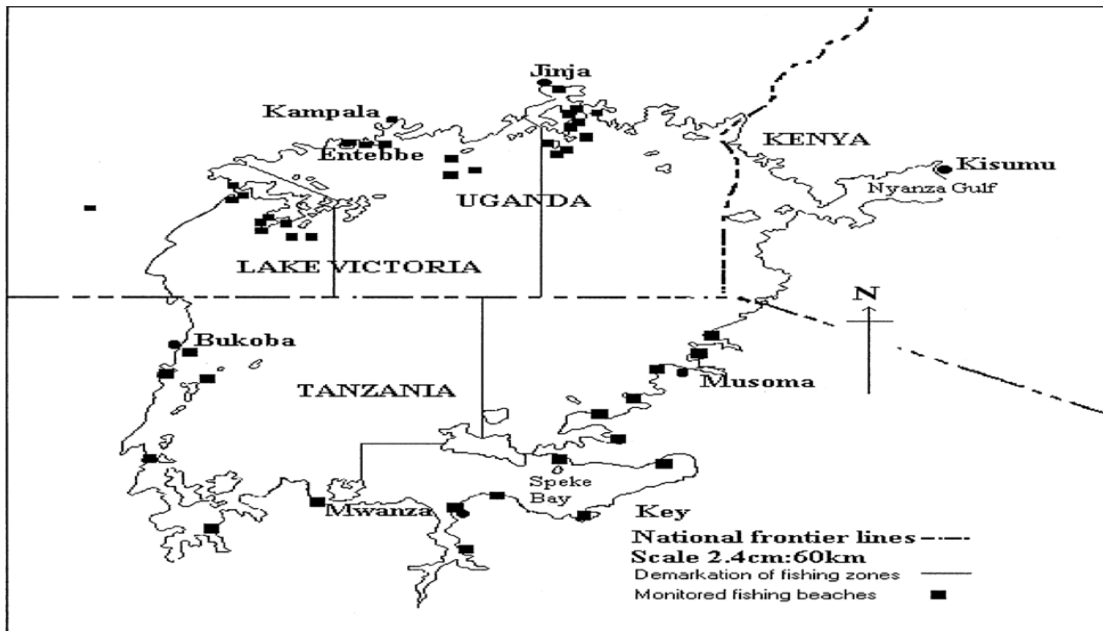 Jinja
Kampala
KENYA
Entebbe
Kisumu
Nyanza Gulf
UGANDA
LAKE VICTORIA
N
Bukoba
Musoma
TANZANIA
Speke
Bay
Mwanza
Key
National frontier lines
Scale 2.4cm:60km
Demarkation of fishing zones
Monitored fishing beaches